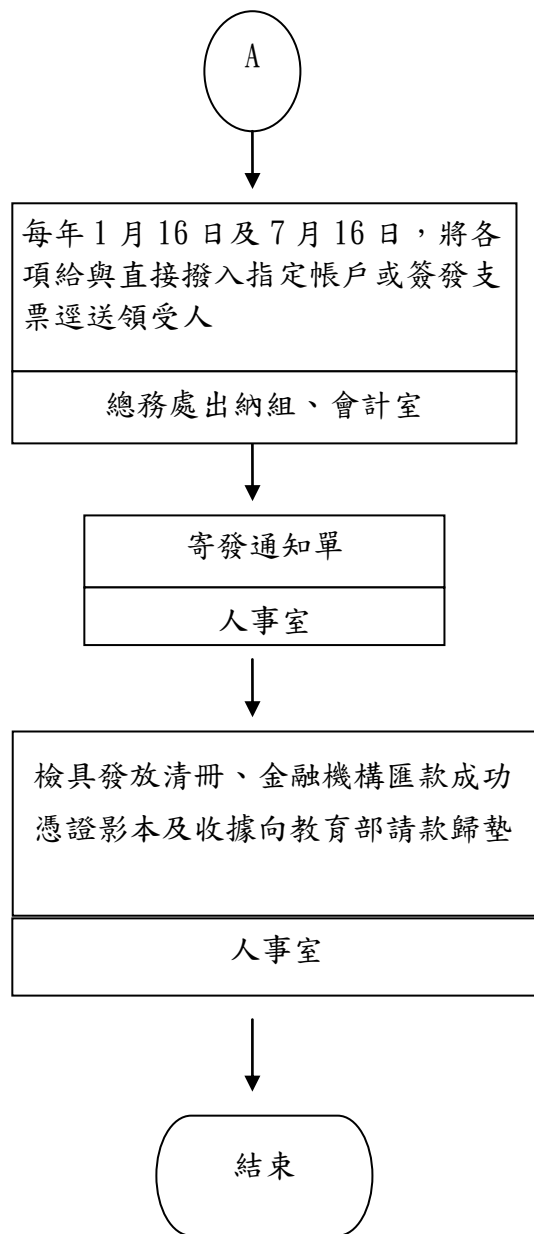 A
每年1月16日及7月16日，將各
項給與直接撥入指定帳戶或簽發支
票逕送領受人
總務處出納組、會計室
寄發通知單
人事室
檢具發放清冊、金融機構匯款成功
憑證影本及收據向教育部請款歸墊
人事室
結束